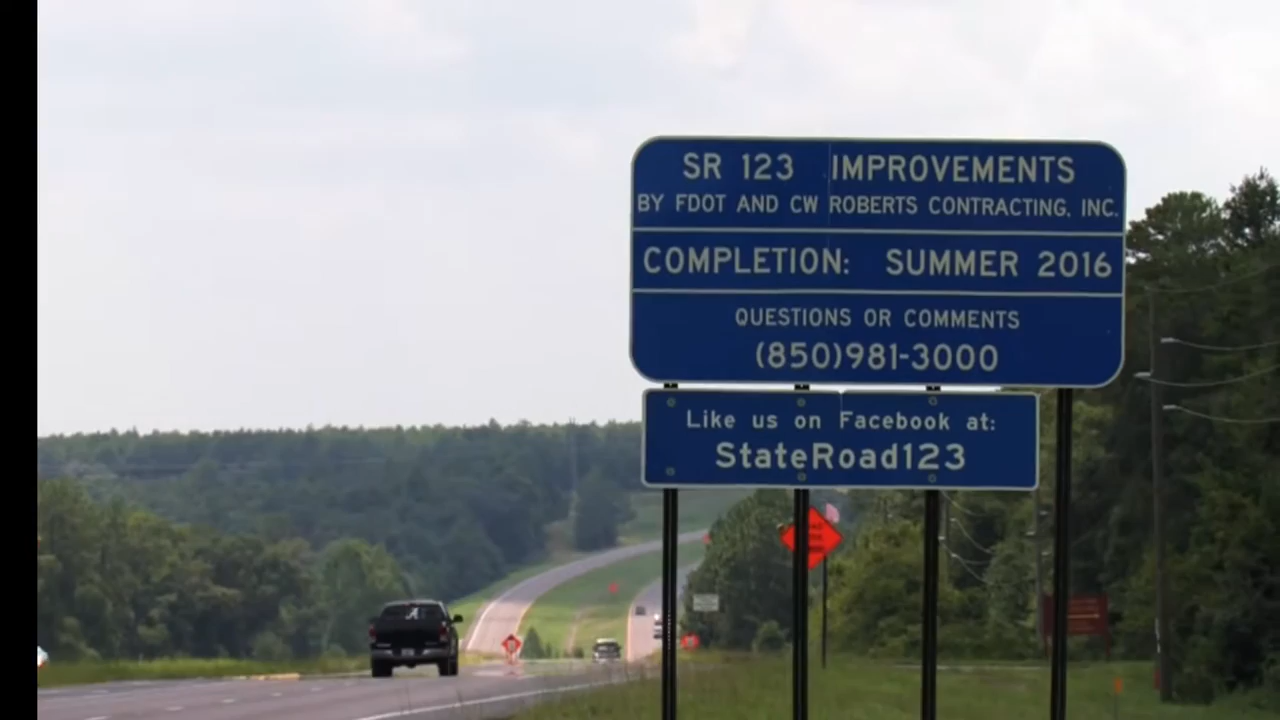 SR 123 IMPROVEMENTS
BY FDOT AND CW ROBERTS CONTRACTING, INC.
COMPLETION: SUMMER 2016
QUESTIONS OR COMMENTS
(850)981-3000
Like us on Facebook at:
StateRoad123